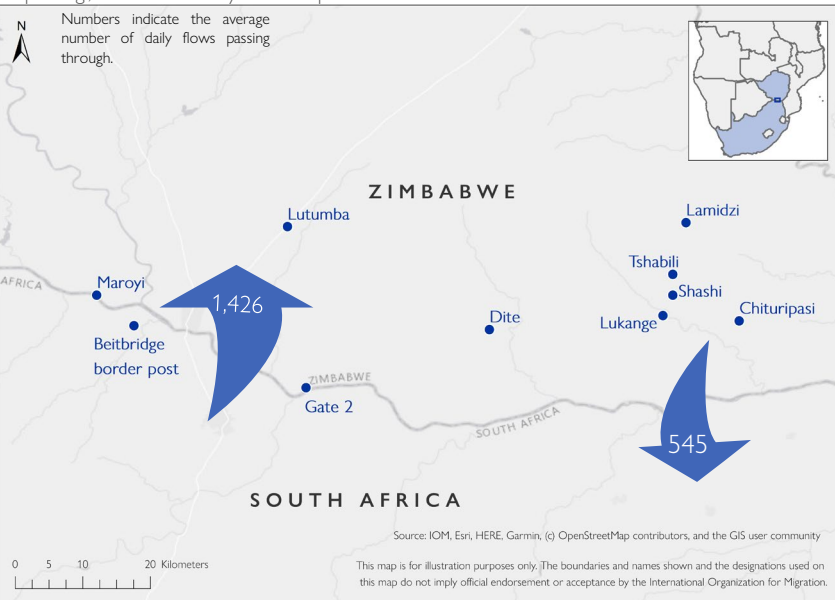 N
Numbers indicate the average
number of daily flows passing
through.
ZIMBABWE
Lamidzi
Lutumba
Tshabili
AFRICA
Maroyi
Shashi
1,426
Chituripasi
Dite
Lukange
Beitbridge
border post
ZIMBABWE
Gate 2
SOUTH AFRICA
545
SOUTH AFRICA
Source: IOM, Esri, HERE, Garmin, (c) OpenStreetMap contributors, and the GIS user community
0 5 10 20 Kilometers
This map is for illustration purposes only. The boundaries and names shown and the designations used on
this map do not imply official endorsement or acceptance by the International Organization for Migration.